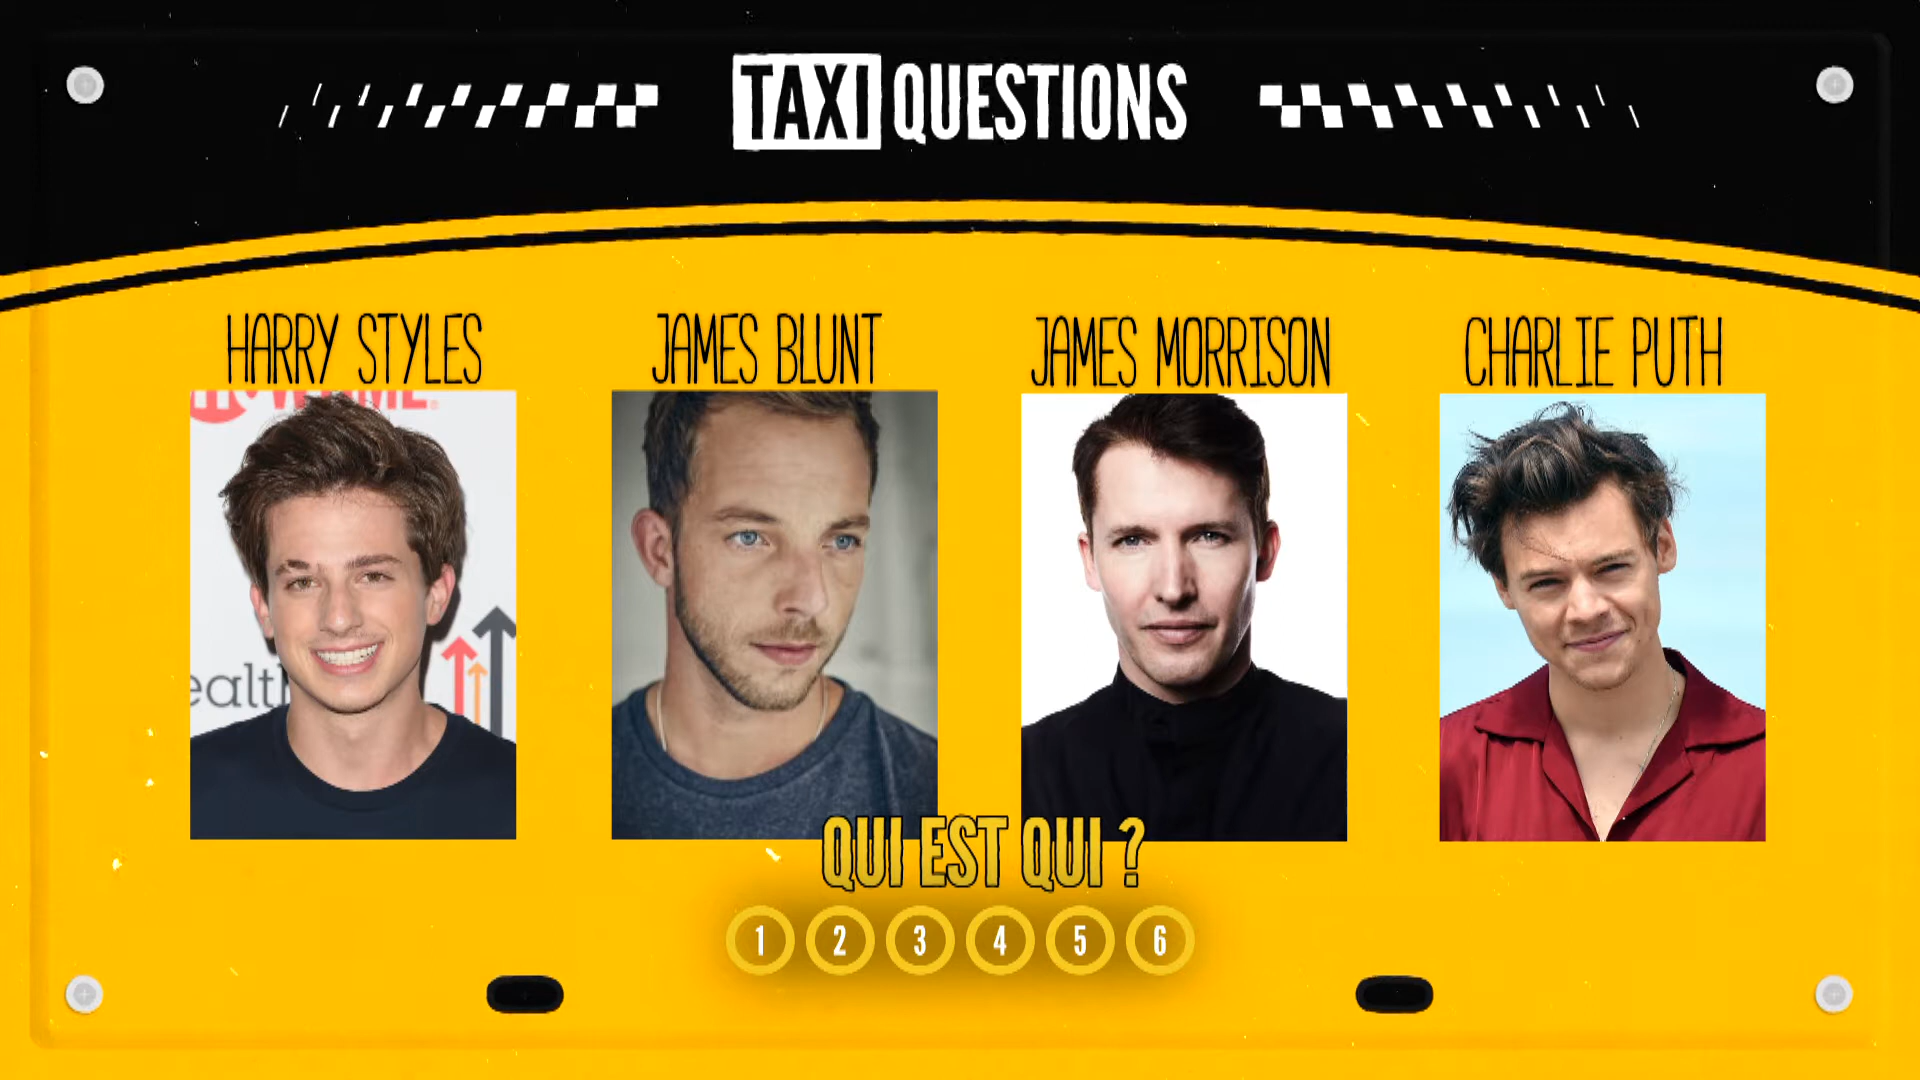 TAXI QUESTIONS
HARRY STYLES
JAMES BLUNT
JAMES MORRISON
CHARLIE PUTH
QUI EST QUI ?
1 2 3 4 5 6